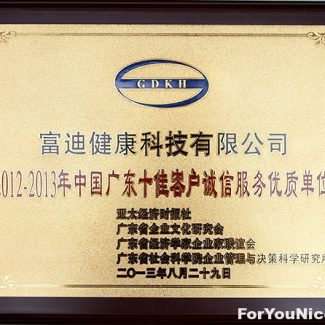 GDKH
富迪健康科技有限公司
2012-2013年中国广东十佳客户诚信服务优质单位
亚太经济时报社
广东省企业文化研究会
广东省经济学家企业家联谊会
广东省社会科学院企业管理与决策科学研究所
二〇一三年八月二十九日
ForYouNic